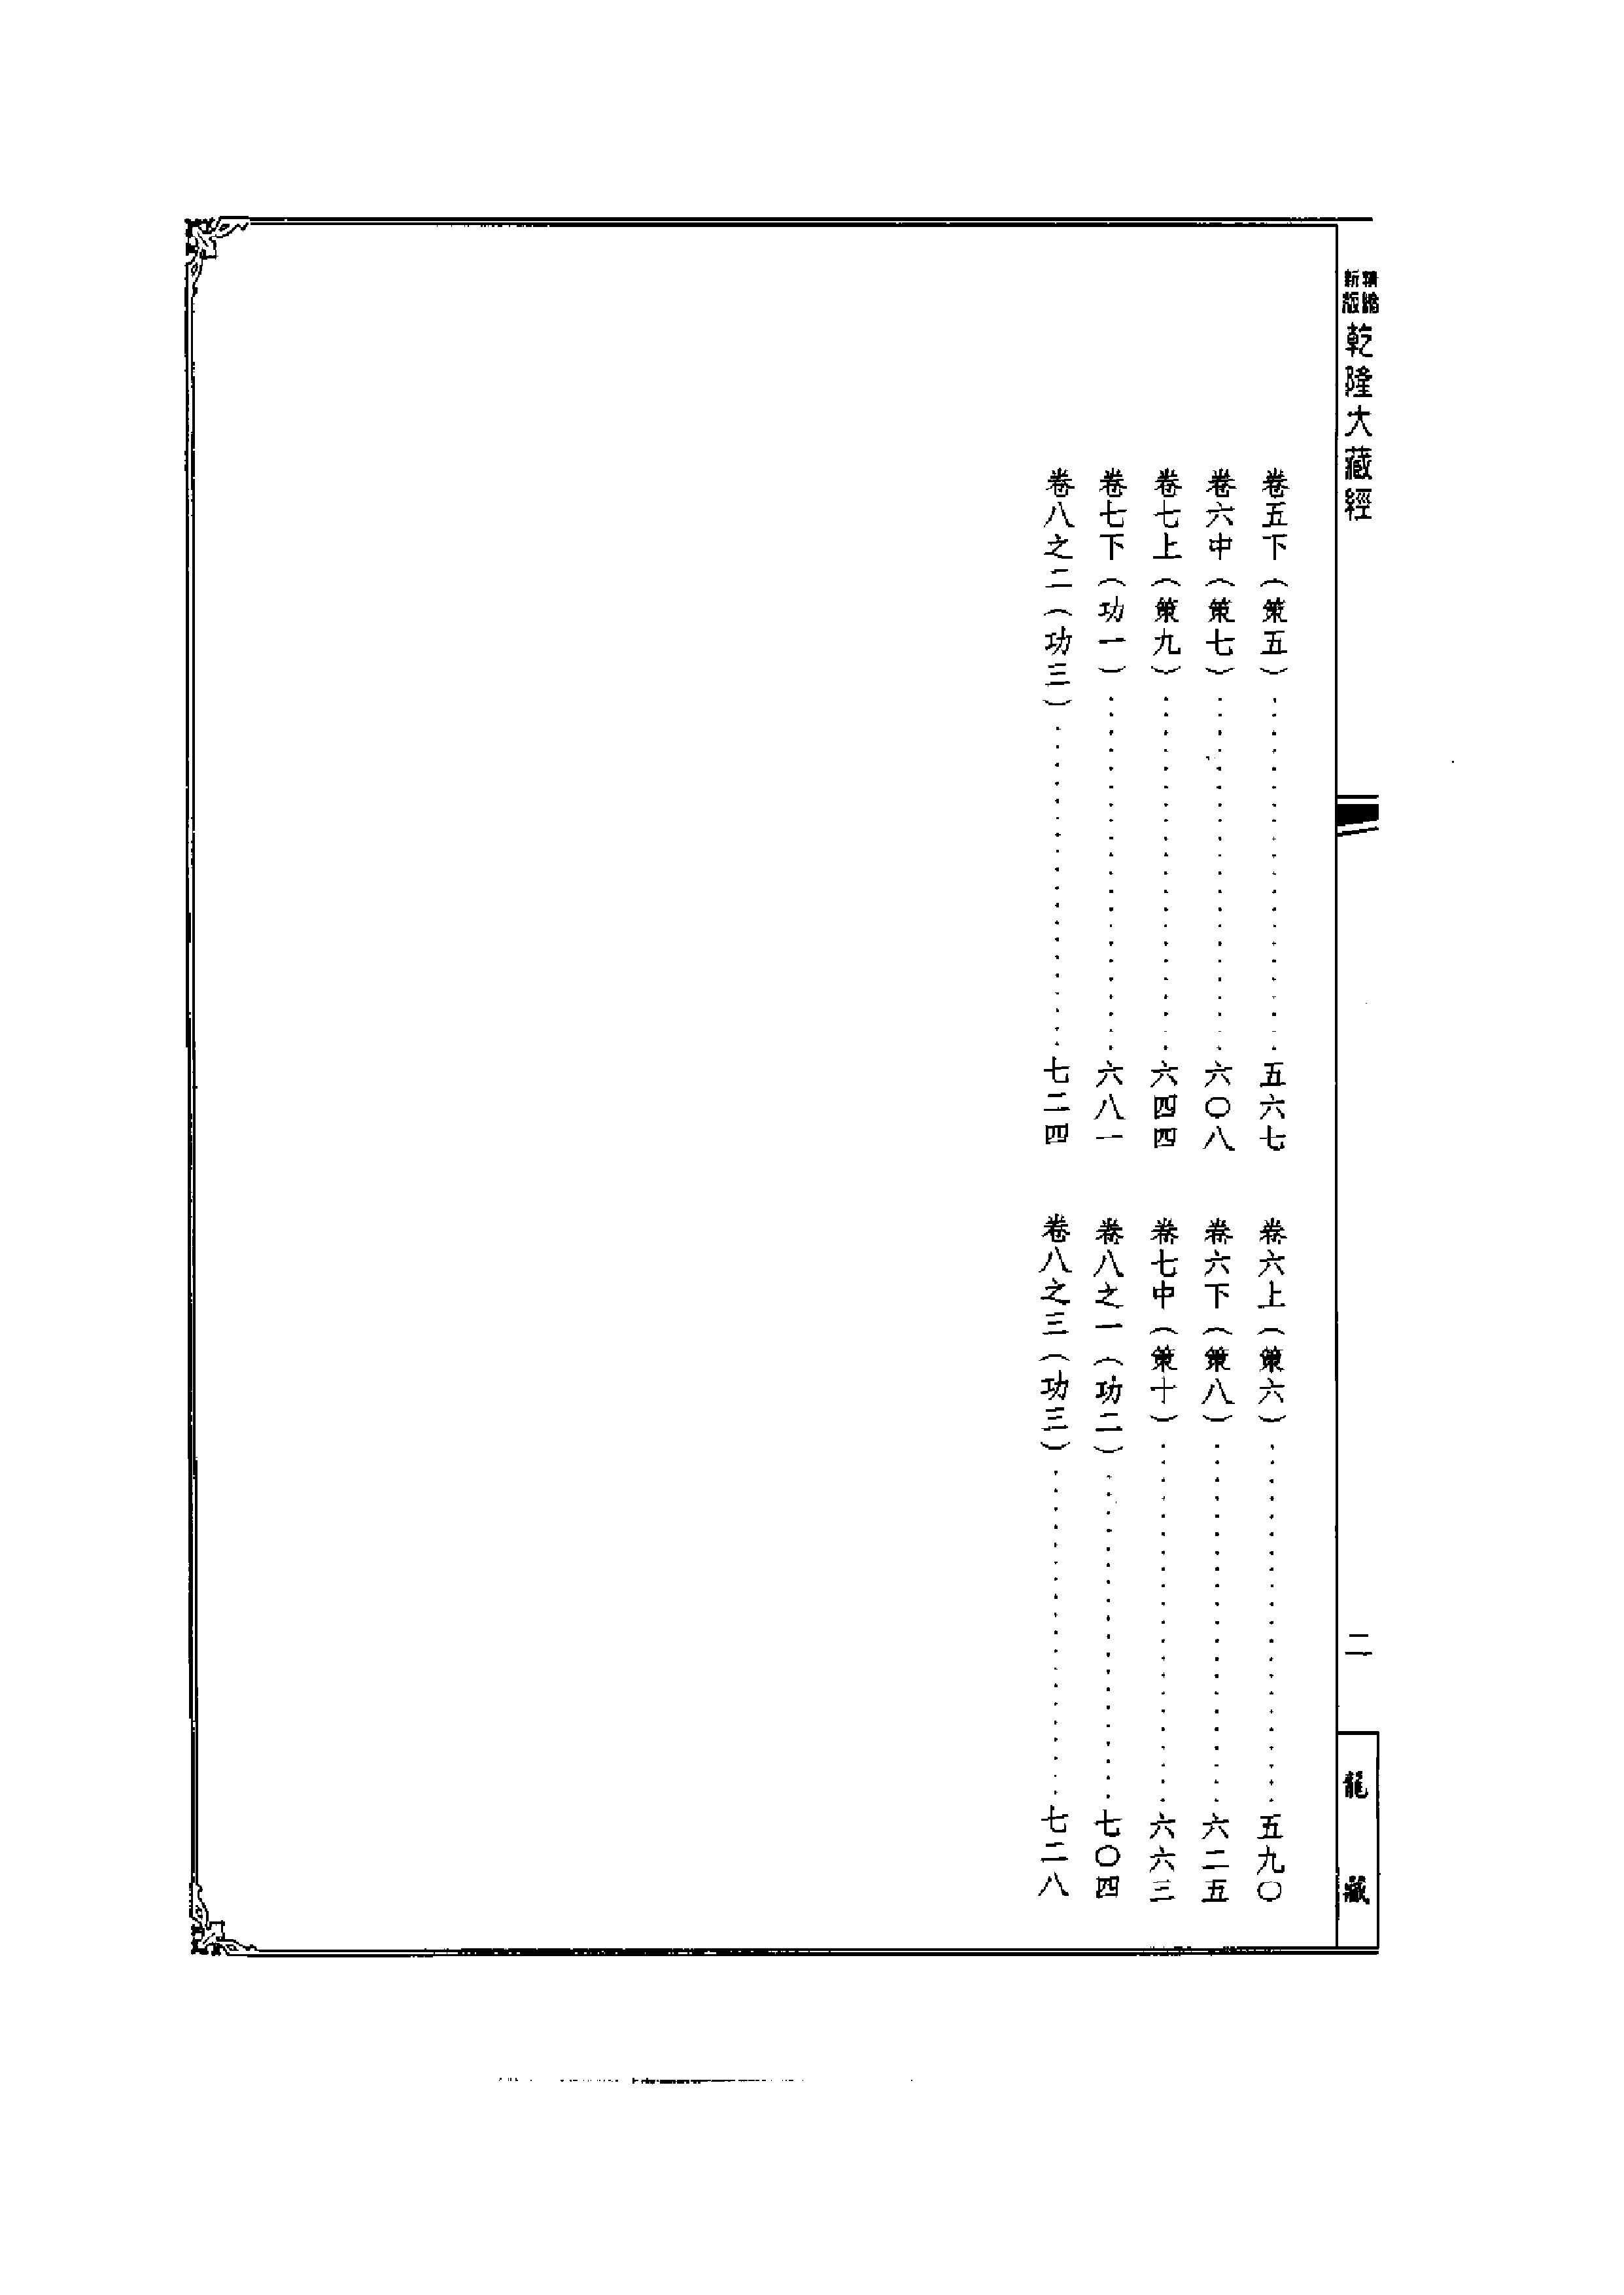 新版
乾隆大藏經
二
龍藏
卷五下（策五）……五六七
卷六上（策六）……五九〇
卷六中（策七）……六〇八
卷六下（策八）……六二五
卷七上（策九）……六四四
卷七中（策十）……六六三
卷七下（功一）……六八一
卷八之一（功二）……七〇四
卷八之二（功三）……七二四
卷八之三（功三）……七二八